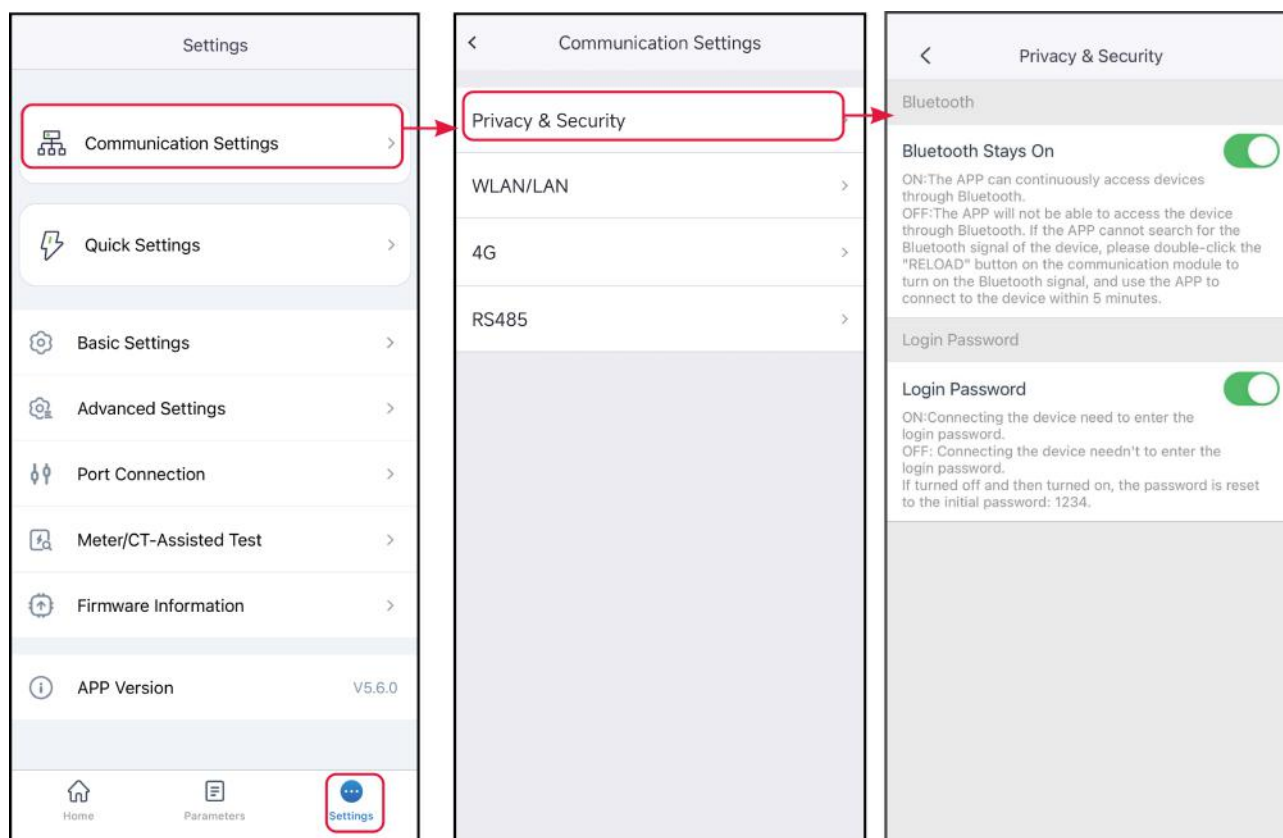 Settings
Communication Settings
Quick Settings
Basic Settings
Advanced Settings
Port Connection
Meter/CT-Assisted Test
Firmware Information
APP Version V5.6.0
Home Parameters Settings
Communication Settings
Privacy & Security
WLAN/LAN
4G
RS485
Privacy & Security
Bluetooth
Bluetooth Stays On
ON:The APP can continuously access devices
through Bluetooth.
OFF:The APP will not be able to access the device
through Bluetooth. If the APP cannot search for the
Bluetooth signal of the device, please double-click the
"RELOAD" button on the communication module to
turn on the Bluetooth signal, and use the APP to
connect to the device within 5 minutes.
Login Password
Login Password
ON:Connecting the device need to enter the
login password.
OFF: Connecting the device needn't to enter the
login password.
If turned off and then turned on, the password is reset
to the initial password: 1234.